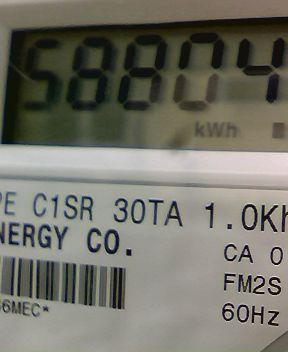 58804
kWh
PE C1SR 30TA 1.0Kh
NERGY CO.
CA 0
FM2S
60Hz
6MEC*